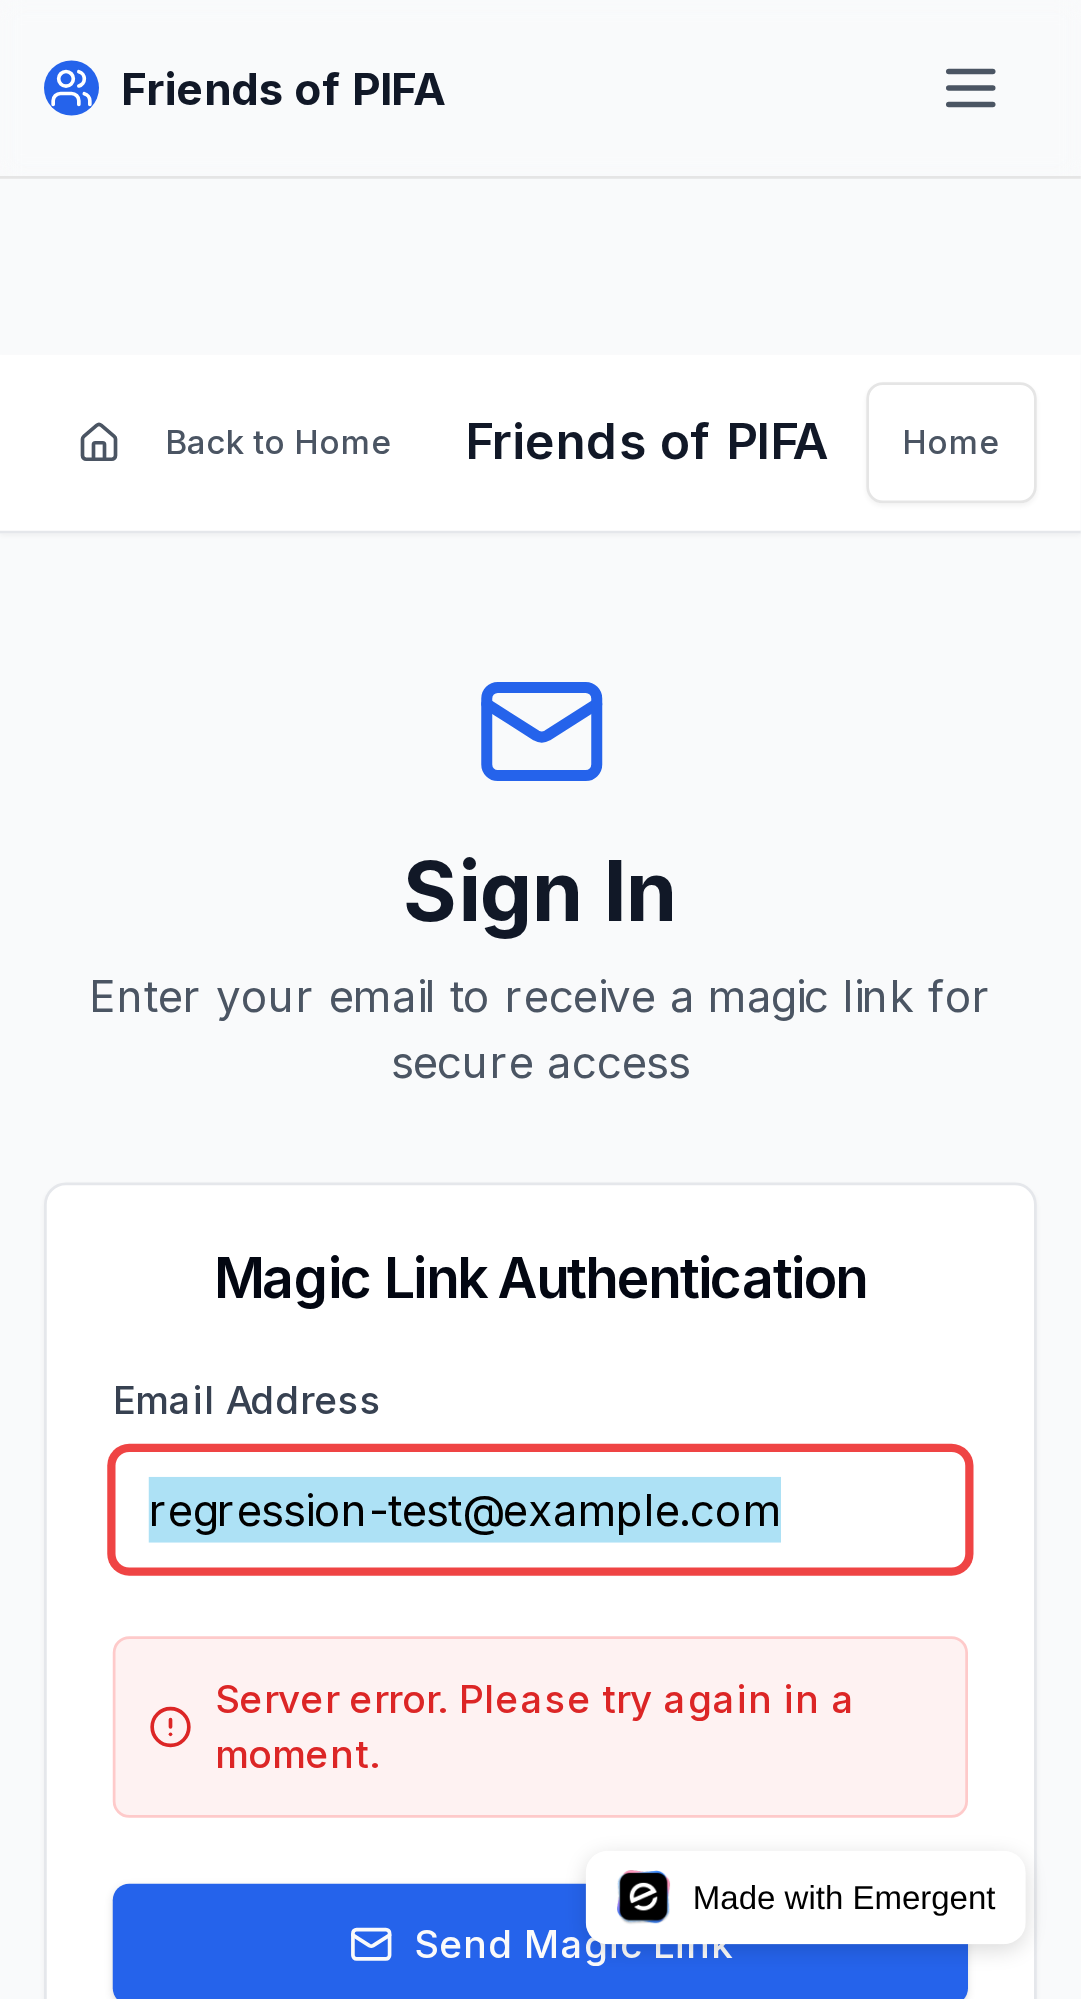 Friends of PIFA
Back to Home
Friends of PIFA
Home
Sign In
Enter your email to receive a magic link for
secure access
Magic Link Authentication
Email Address
regression-test@example.com
Server error. Please try again in a
moment.
Made with Emergent
Send Magic Link